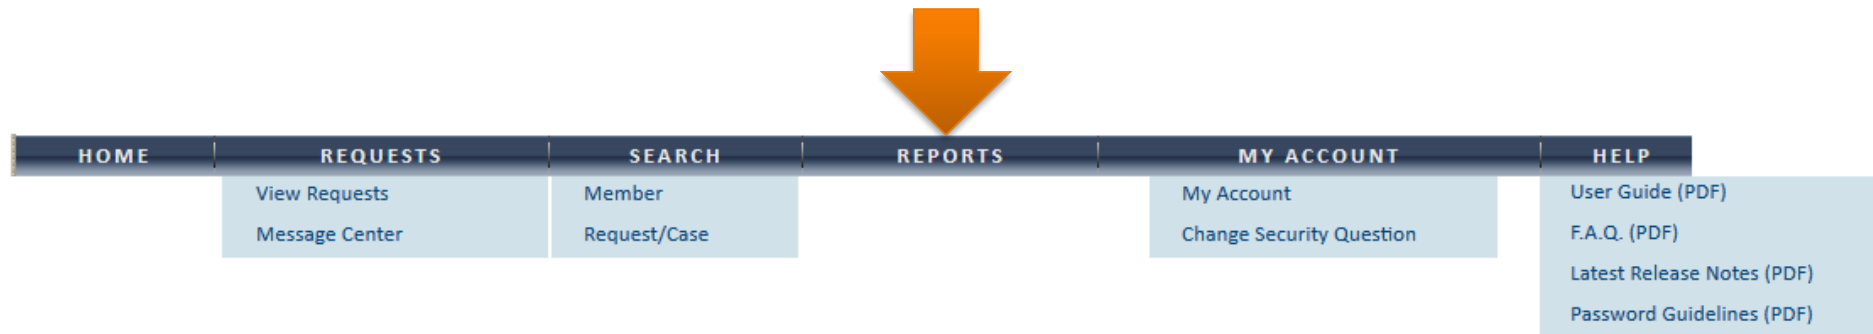 HOME REQUESTS SEARCH REPORTS MY ACCOUNT HELP
View Requests
Message Center
Member
Request/Case
My Account
Change Security Question
User Guide (PDF)
F.A.Q. (PDF)
Latest Release Notes (PDF)
Password Guidelines (PDF)